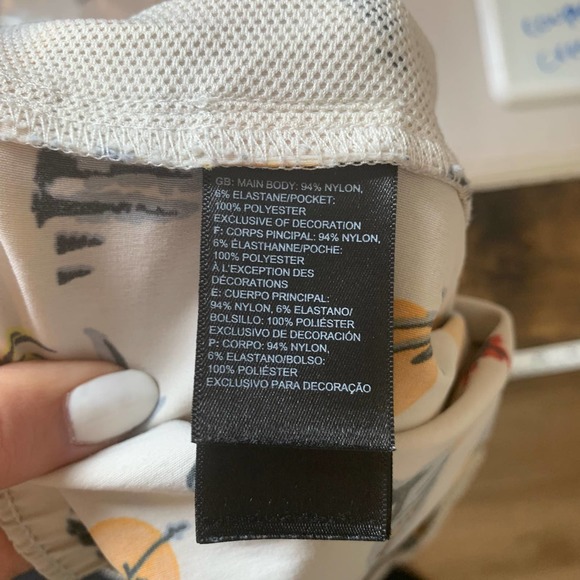 GB: MAIN BODY: 94% NYLON,
6% ELASTANE/POCKET:
100% POLYESTER
EXCLUSIVE OF DECORATION
F: CORPS PINCIPAL: 94% NYLON,
6% ÉLASTHANNE/POCHE:
100% POLYESTER
À L'EXCEPTION DES
DÉCORATIONS
E: CUERPO PRINCIPAL:
94% NYLON, 6% ELASTANO/
BOLSILLO: 100% POLIÉSTER
EXCLUSIVO DE DECORACIÓN
P: CORPO: 94% NYLON,
6% ELASTANO/BOLSO:
100% POLIÉSTER
EXCLUSIVO PARA DECORAÇÃO